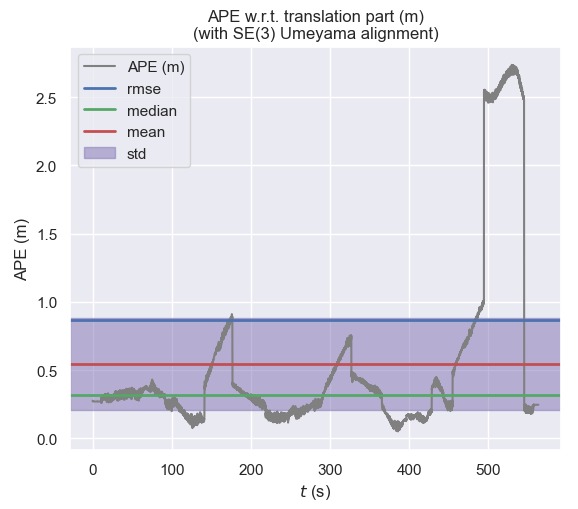 APE w.r.t. translation part (m)
(with SE(3) Umeyama alignment)
APE (m)
rmse
median
mean
std
APE (m)
2.5
2.0
1.5
1.0
0.5
0.0
0 100 200 300 400 500
t (s)